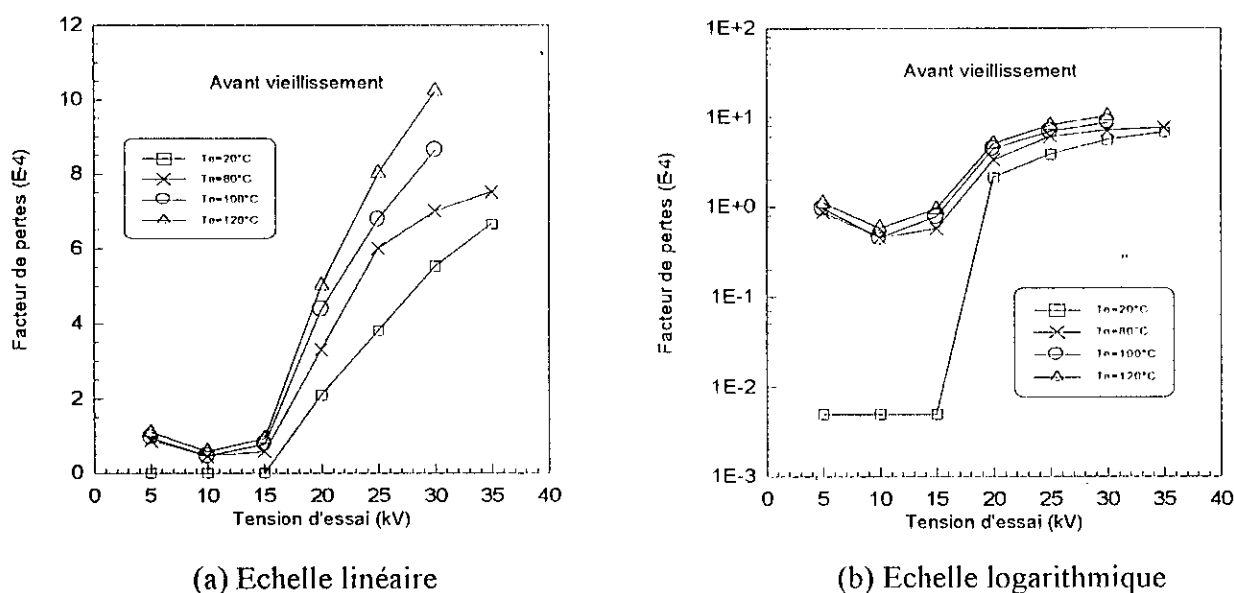 12
10
8
6
4
2
0
Facteur de pertes (E-4)
Avant vieillissement
Tn=20°C
Tn=80°C
Tn=100°C
Tn=120°C
0 5 10 15 20 25 30 35 40
Tension d'essai (kV)
(a) Echelle linéaire
1E+2
1E+1
1E+0
1E-1
1E-2
1E-3
Facteur de pertes (E-4)
Avant vieillissement
Tn=20°C
Tn=80°C
Tn=100°C
Tn=120°C
0 5 10 15 20 25 30 35 40
Tension d'essai (kV)
(b) Echelle logarithmique